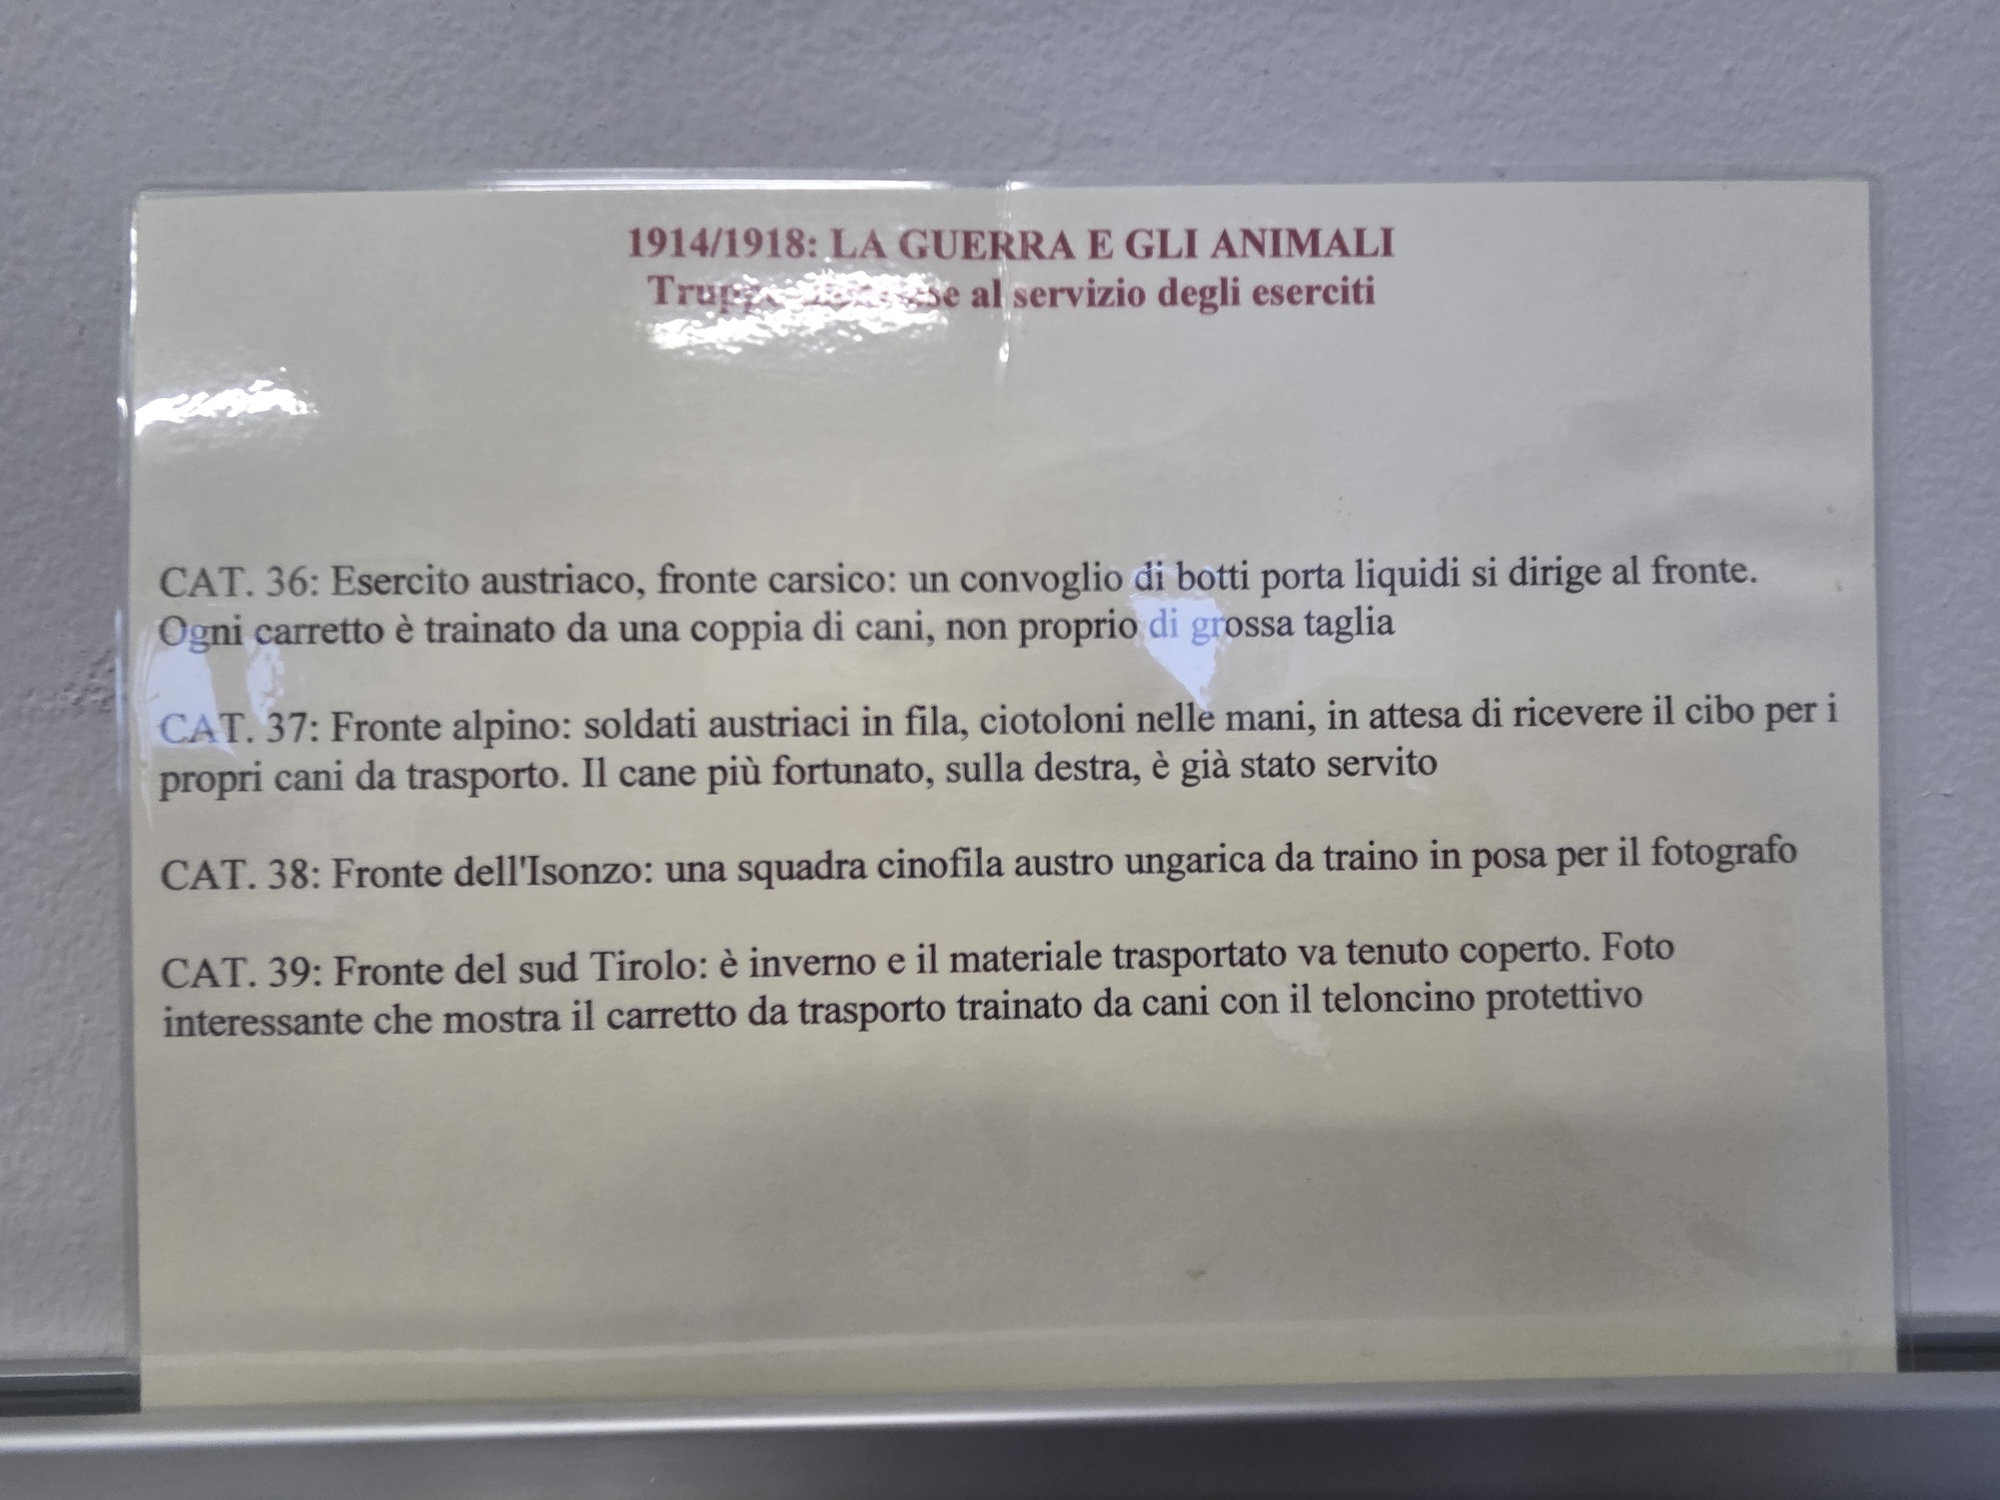 1914/1918: LA GUERRA E GLI ANIMALI
al servizio degli eserciti
CAT. 36: Esercito austriaco, fronte carsico: un convoglio di botti porta liquidi si dirige al fronte.
Ogni carretto è trainato da una coppia di cani, non proprio di grossa taglia
CAT. 37: Fronte alpino: soldati austriaci in fila, ciotoloni nelle mani, in attesa di ricevere il cibo per i
propri cani da trasporto. Il cane più fortunato, sulla destra, è già stato servito
CAT. 38: Fronte dell'Isonzo: una squadra cinofila austro ungarica da traino in posa per il fotografo
CAT. 39: Fronte del sud Tirolo: è inverno e il materiale trasportato va tenuto coperto. Foto
interessante che mostra il carretto da trasporto trainato da cani con il teloncino protettivo